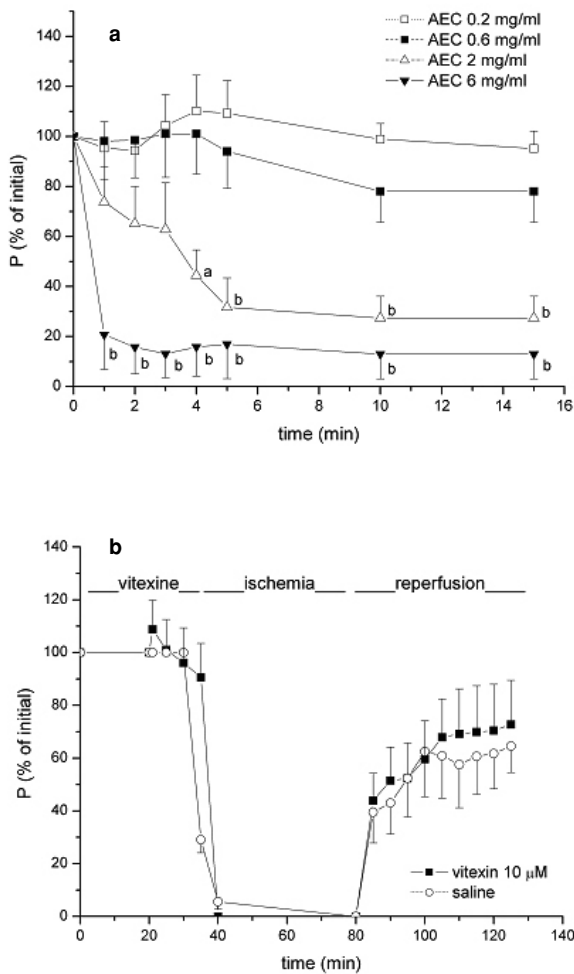 a
AEC 0.2 mg/ml
AEC 0.6 mg/ml
AEC 2 mg/ml
AEC 6 mg/ml
140
120
100
80
60
40
20
0
P (% of initial)
a
b
b
b
b
b
b
b
b
b
b
0 2 4 6 8 10 12 14 16
time (min)
b
140
120
100
80
60
40
20
0
P (% of initial)
vitexine ischemia reperfusion
vitexin 10 μM
saline
0 20 40 60 80 100 120 140
time (min)